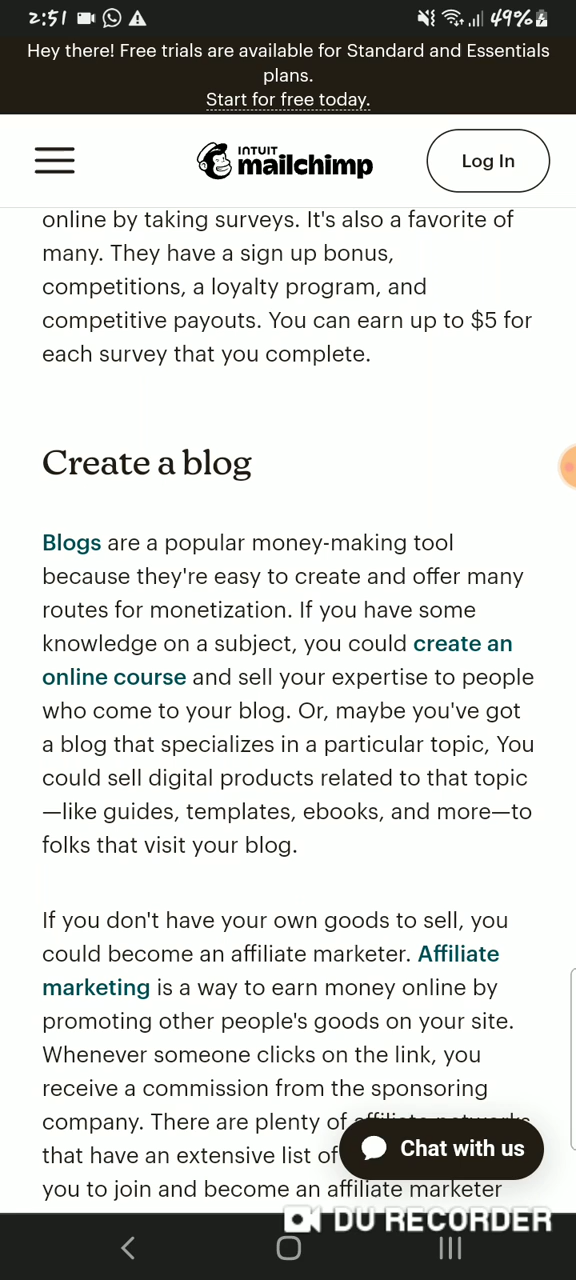 2:51
49%
Hey there! Free trials are available for Standard and Essentials
plans.
Start for free today.
INTUIT
mailchimp
Log In
online by taking surveys. It's also a favorite of
many. They have a sign up bonus,
competitions, a loyalty program, and
competitive payouts. You can earn up to $5 for
each survey that you complete.
Create a blog
Blogs are a popular money-making tool
because they're easy to create and offer many
routes for monetization. If you have some
knowledge on a subject, you could create an
online course and sell your expertise to people
who come to your blog. Or, maybe you've got
a blog that specializes in a particular topic, You
could sell digital products related to that topic
—like guides, templates, ebooks, and more—to
folks that visit your blog.
If you don't have your own goods to sell, you
could become an affiliate marketer. Affiliate
marketing is a way to earn money online by
promoting other people's goods on your site.
Whenever someone clicks on the link, you
receive a commission from the sponsoring
company. There are plenty of affiliate networks
that have an extensive list of
Chat with us
you to join and become an affiliate marketer
DU RECORDER